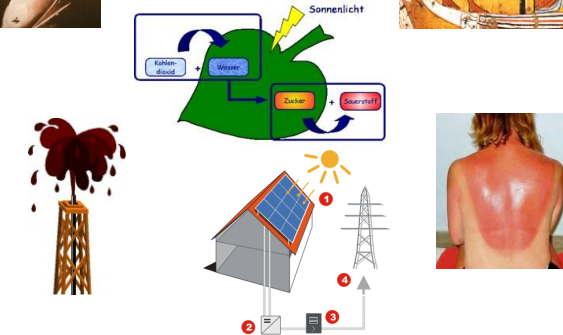 Sonnenlicht
Kohlen-
dioxid
+
Wasser
Zucker
+
Sauerstoff
1
4
3
2